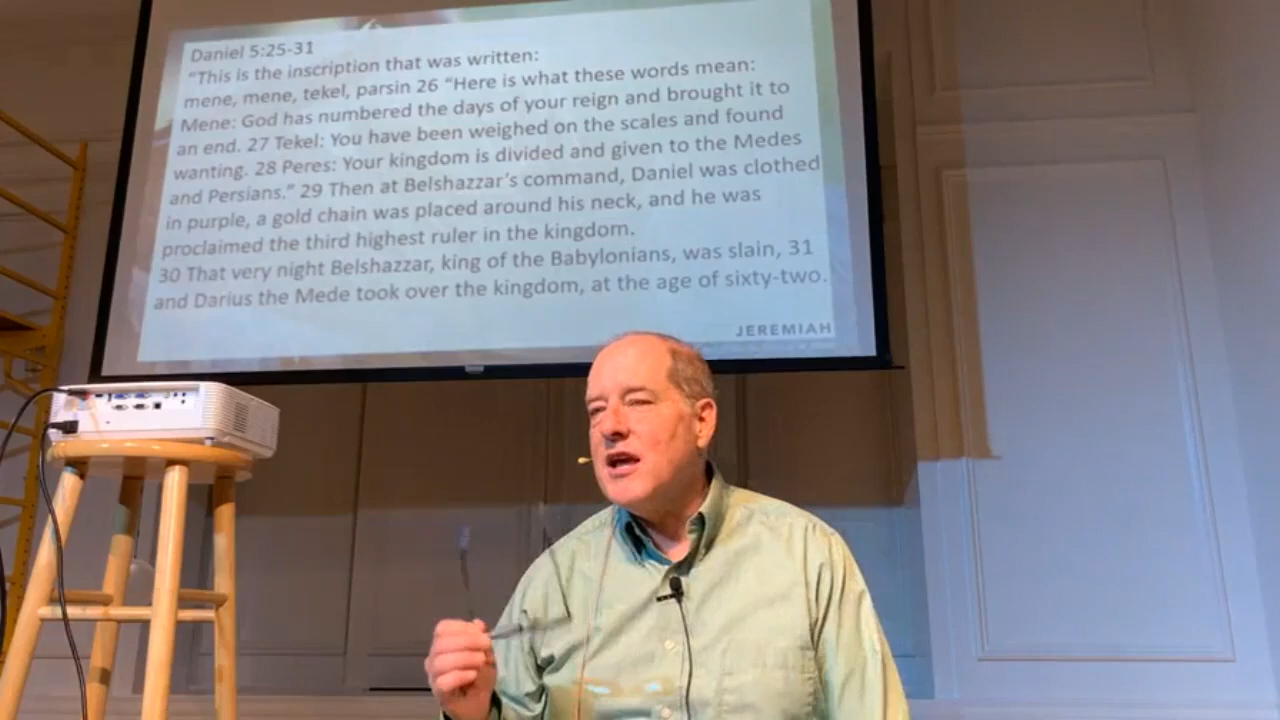 Daniel 5:25-31
“This is the inscription that was written:
mene, mene, tekel, parsin 26 “Here is what these words mean:
Mene: God has numbered the days of your reign and brought it to
an end. 27 Tekel: You have been weighed on the scales and found
wanting. 28 Peres: Your kingdom is divided and given to the Medes
and Persians.” 29 Then at Belshazzar’s command, Daniel was clothed
in purple, a gold chain was placed around his neck, and he was
proclaimed the third highest ruler in the kingdom.
30 That very night Belshazzar, king of the Babylonians, was slain, 31
and Darius the Mede took over the kingdom, at the age of sixty-two.
JEREMIAH